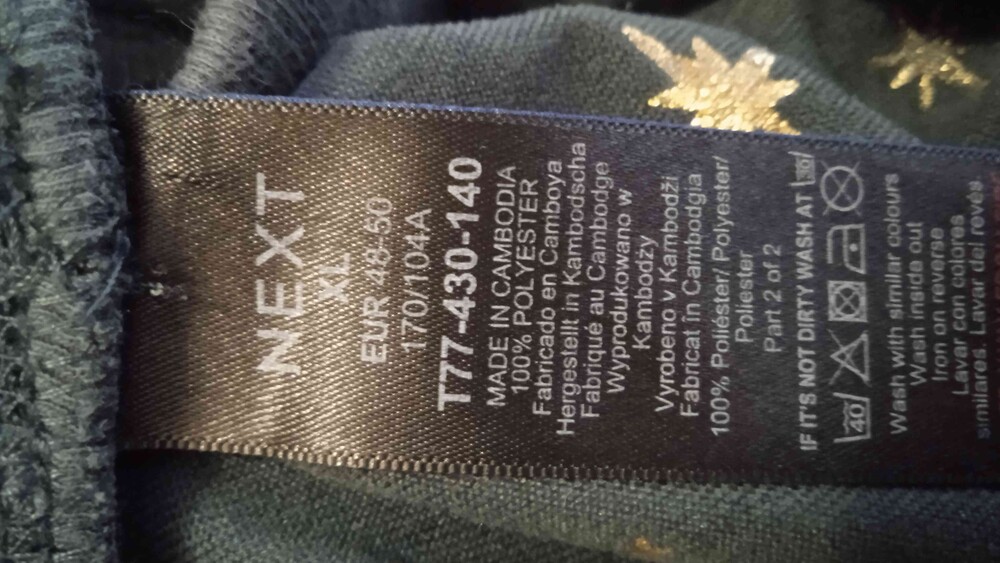 NEXT
XL
EUR 48-50
170/104A
T77-430-140
MADE IN CAMBODIA
100% POLYESTER
Fabricado en Camboya
Hergestellt in Kambodscha
Fabriqué au Cambodge
Wyprodukowano w
Kambodży
Vyrobeno v Kambodži
Fabricat în Cambodgia
100% Poliéster/ Polyester/
Poliester
Part 2 of 2
IF IT'S NOT DIRTY WASH AT 30
40
Wash with similar colours
Wash inside out
Iron on reverse
Lavar con colores
similares. Lavar del revés.